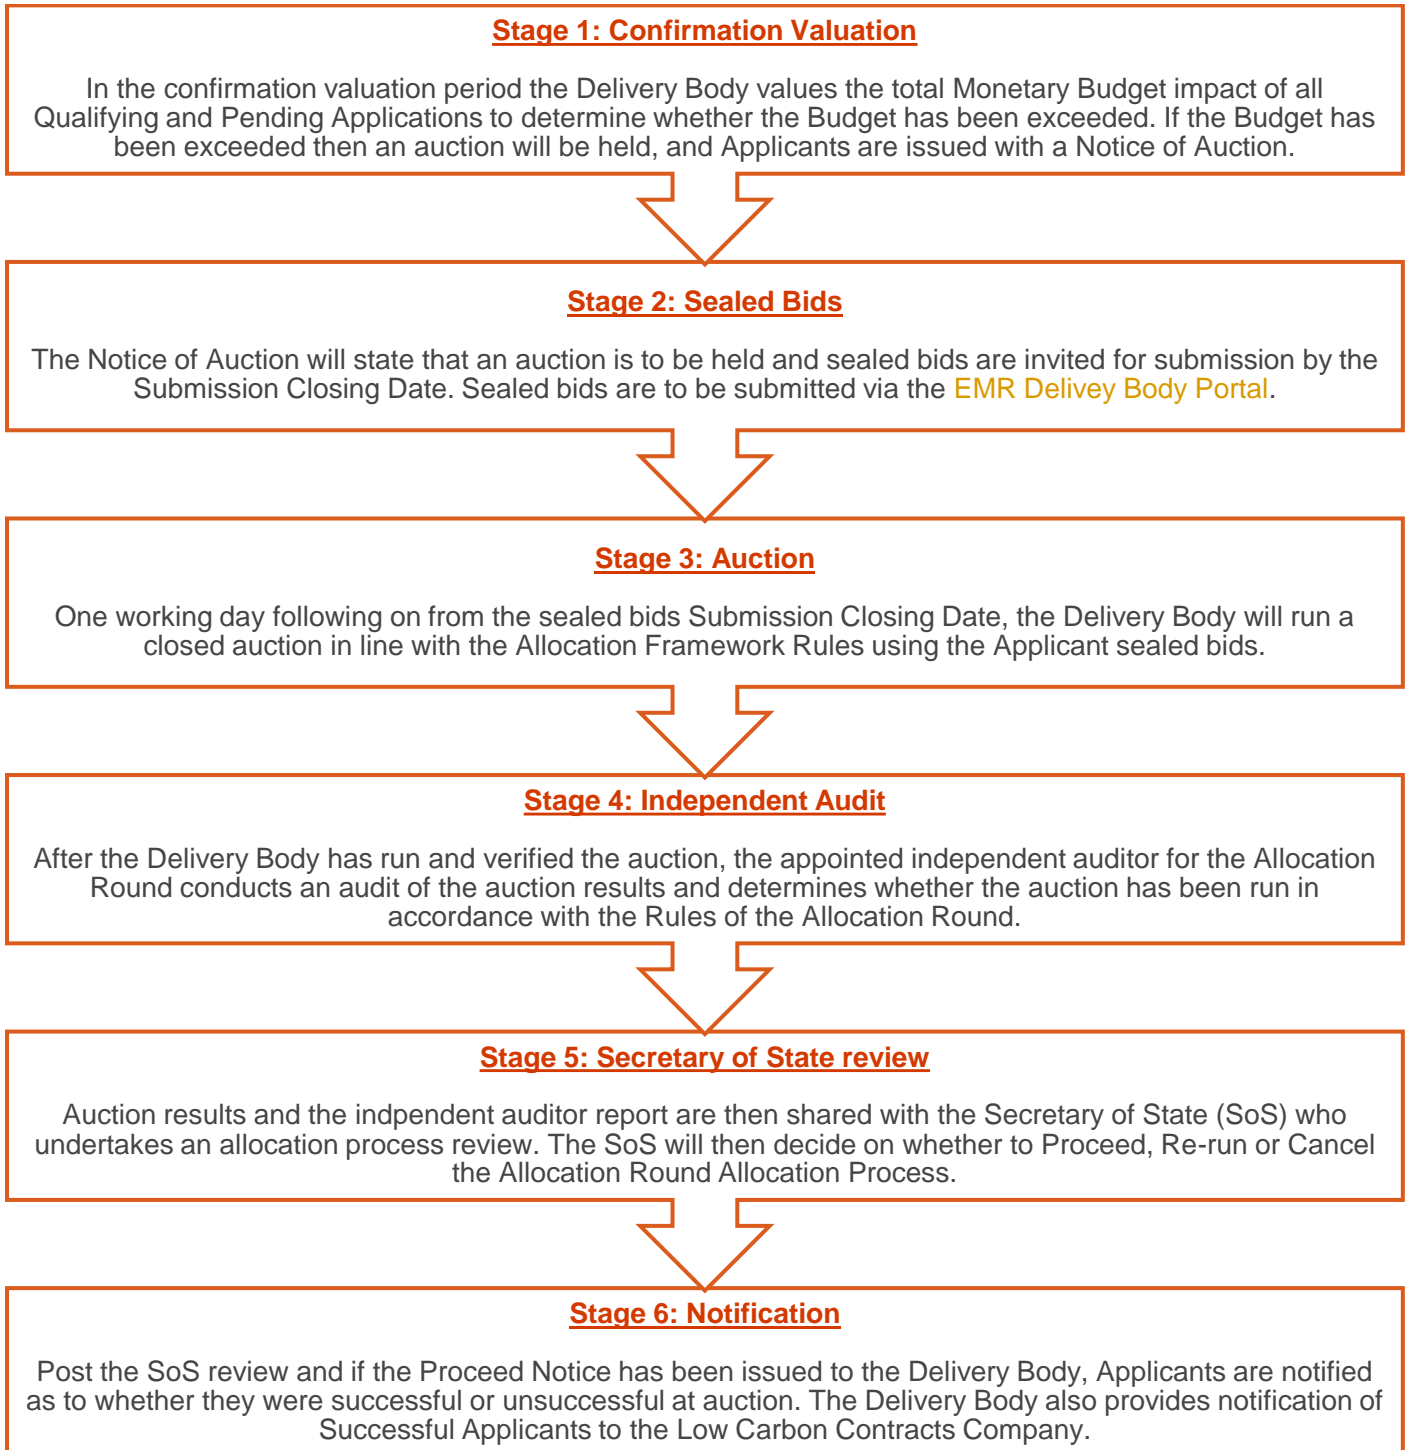 Stage 1: Confirmation Valuation
In the confirmation valuation period the Delivery Body values the total Monetary Budget impact of all
Qualifying and Pending Applications to determine whether the Budget has been exceeded. If the Budget has
been exceeded then an auction will be held, and Applicants are issued with a Notice of Auction.
Stage 2: Sealed Bids
The Notice of Auction will state that an auction is to be held and sealed bids are invited for submission by the
Submission Closing Date. Sealed bids are to be submitted via the EMR Delivey Body Portal.
Stage 3: Auction
One working day following on from the sealed bids Submission Closing Date, the Delivery Body will run a
closed auction in line with the Allocation Framework Rules using the Applicant sealed bids.
Stage 4: Independent Audit
After the Delivery Body has run and verified the auction, the appointed independent auditor for the Allocation
Round conducts an audit of the auction results and determines whether the auction has been run in
accordance with the Rules of the Allocation Round.
Stage 5: Secretary of State review
Auction results and the indpendent auditor report are then shared with the Secretary of State (SoS) who
undertakes an allocation process review. The SoS will then decide on whether to Proceed, Re-run or Cancel
the Allocation Round Allocation Process.
Stage 6: Notification
Post the SoS review and if the Proceed Notice has been issued to the Delivery Body, Applicants are notified
as to whether they were successful or unsuccessful at auction. The Delivery Body also provides notification of
Successful Applicants to the Low Carbon Contracts Company.